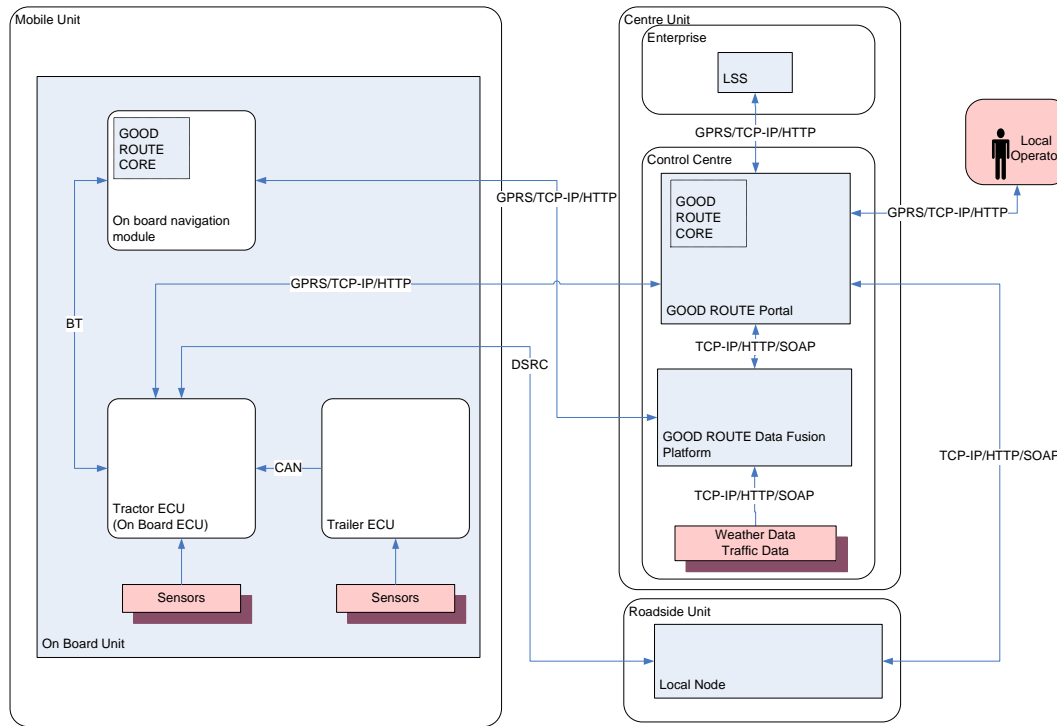 Mobile Unit
GOOD
ROUTE
CORE
On board navigation
module
BT
GPRS/TCP-IP/HTTP
GPRS/TCP-IP/HTTP
DSRC
Tractor ECU
(On Board ECU)
CAN
Trailer ECU
Sensors
Sensors
On Board Unit
Centre Unit
Enterprise
LSS
GPRS/TCP-IP/HTTP
Control Centre
GOOD
ROUTE
CORE
GOOD ROUTE Portal
TCP-IP/HTTP/SOAP
GOOD ROUTE Data Fusion
Platform
TCP-IP/HTTP/SOAP
Weather Data
Traffic Data
Local
Operator
GPRS/TCP-IP/HTTP
TCP-IP/HTTP/SOAP
Roadside Unit
Local Node